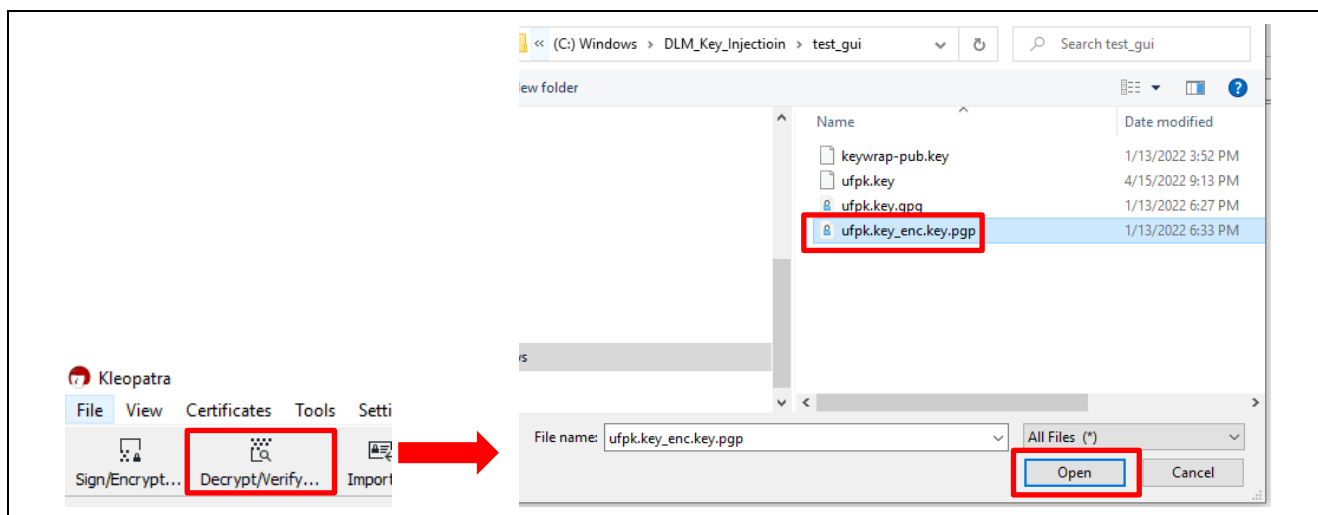 « (C:) Windows > DLM_Key_Injectioin > test_gui
Search test_gui
ew folder
Name Date modified
keywrap-pub.key 1/13/2022 3:52 PM
ufpk.key 4/15/2022 9:13 PM
ufpk.key.gpg 1/13/2022 6:27 PM
ufpk.key_enc.key.pgp 1/13/2022 6:33 PM
vs
File name: ufpk.key_enc.key.pgp All Files (*)
Open Cancel
Kleopatra
File View Certificates Tools Setti
Sign/Encrypt... Decrypt/Verify... Import